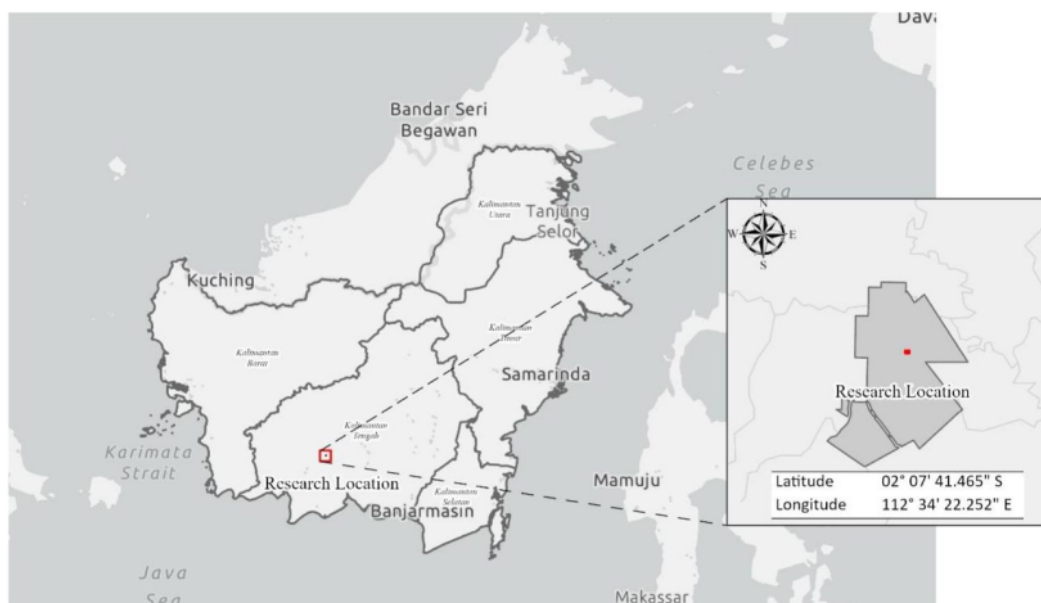 Dava
Bandar Seri
Begawan
Celebes
Sea
Kalimantan
Utara
Tanjung
Selor
N
W
E
S
Kuching
Kalimantan
Timur
Kalimantan
Barat
Samarinda
Research Location
Kalimantan
Tengah
Karimata
Strait
Research Location
Kalimantan
Selatan
Banjarmasin
Mamuju
Latitude 02° 07' 41.465" S
Longitude 112° 34' 22.252" E
Java
Sea
Makassar